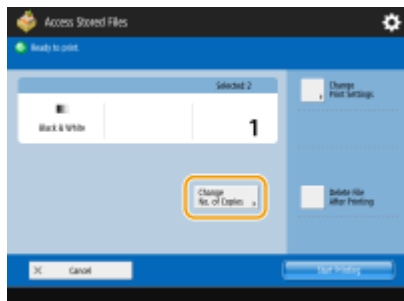 Access Stored Files
Ready to print.
Selected: 2
Black & White
1
Change
Print Settings
Change
No. of Copies
Delete File
After Printing
Cancel
Start Printing